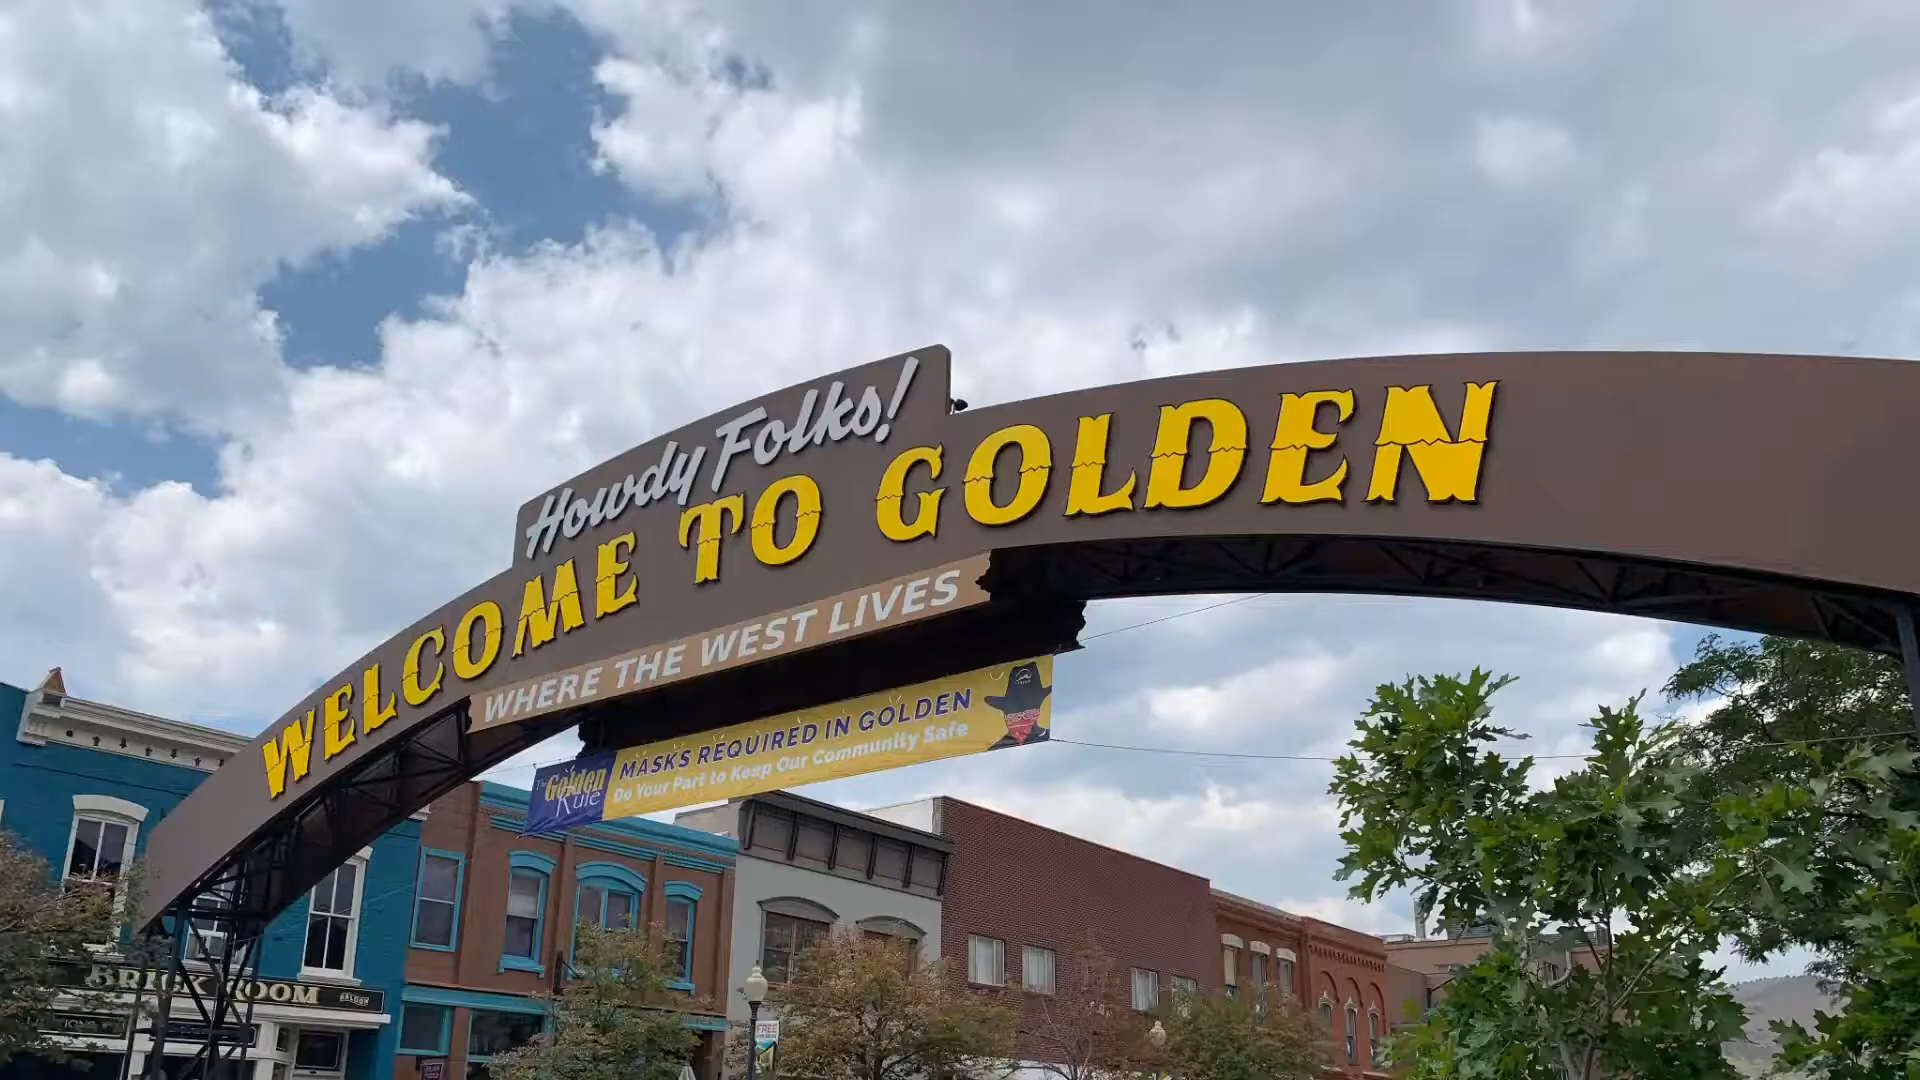 Howdy Folks!
WELCOME TO GOLDEN
WHERE THE WEST LIVES
The Golden Rule
MASKS REQUIRED IN GOLDEN
Do Your Part to Keep Our Community Safe
ROOM
SALOON
FREE